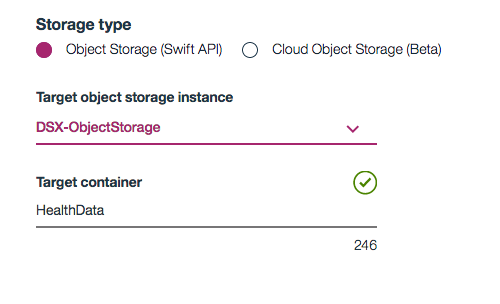 Storage type
Object Storage (Swift API) Cloud Object Storage (Beta)
Target object storage instance
DSX-ObjectStorage
Target container
HealthData
246